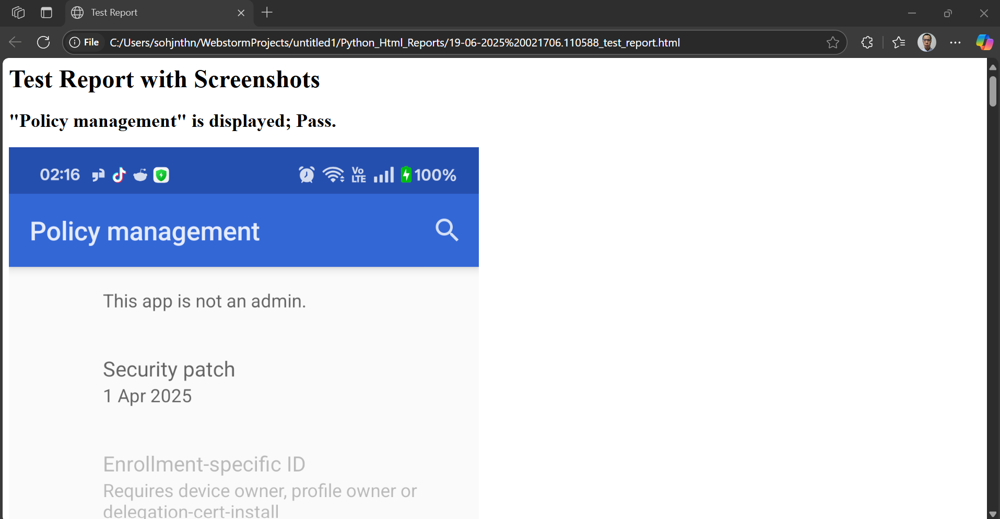 Test Report
File C:/Users/sohjnthn/WebstormProjects/untitled1/Python_Html_Reports/19-06-2025%20021706.110588_test_report.html
Test Report with Screenshots
"Policy management" is displayed; Pass.
02:16 Vo LTE 100%
Policy management
This app is not an admin.
Security patch
1 Apr 2025
Enrollment-specific ID
Requires device owner, profile owner or
delegation-cert-install